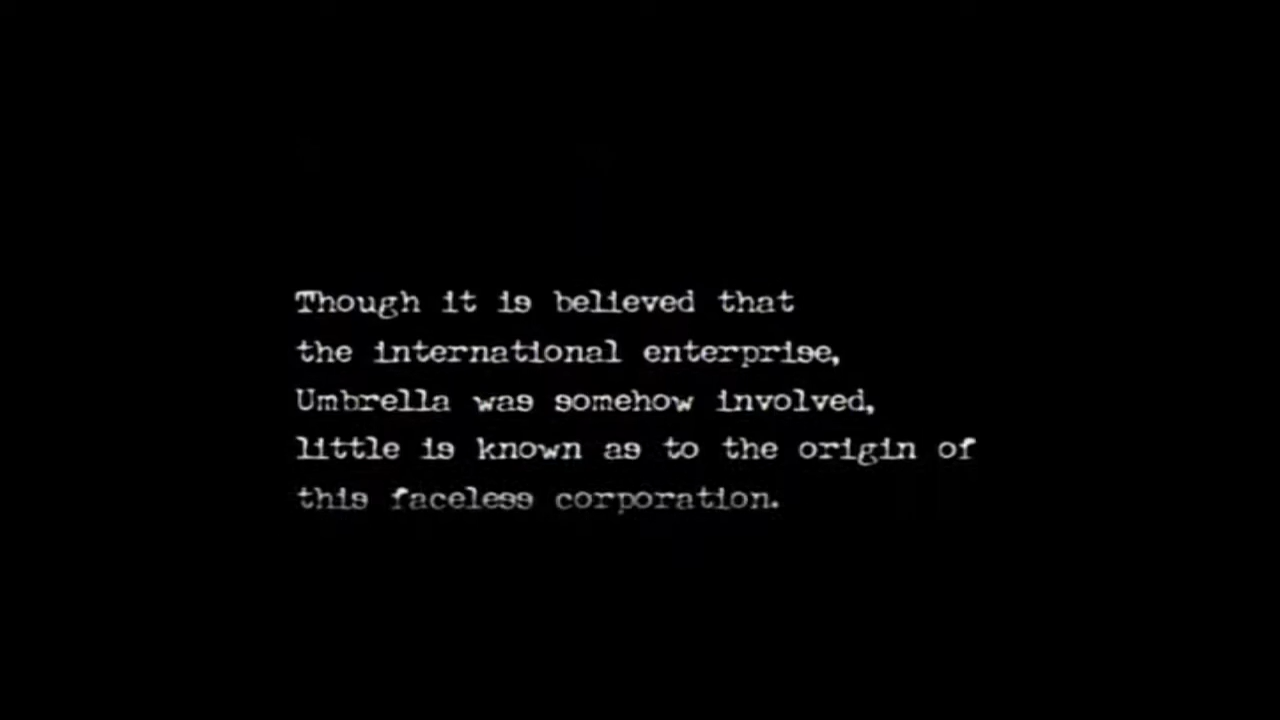 Though it is believed that
the international enterprise,
Umbrella was somehow involved,
little is known as to the origin of
this faceless corporation.